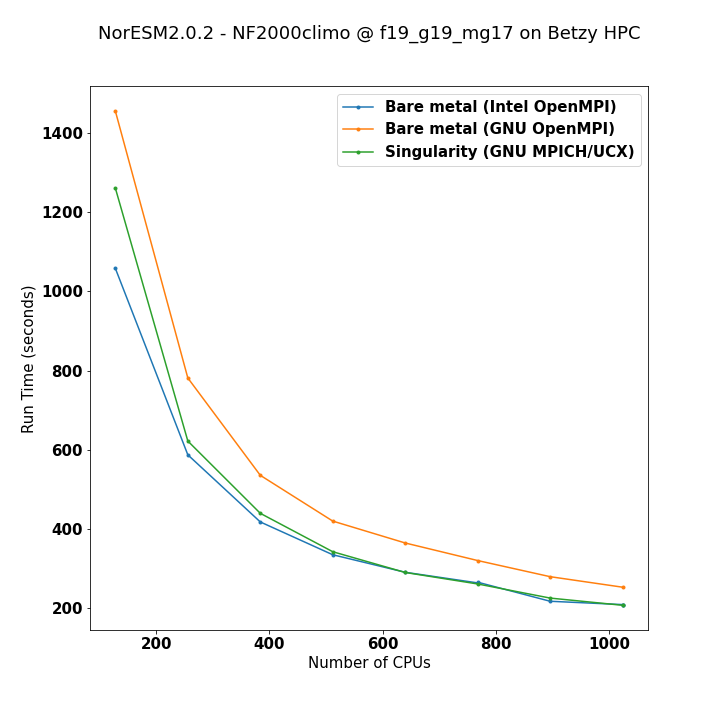 NorESM2.0.2 - NF2000climo @ f19_g19_mg17 on Betzy HPC
Bare metal (Intel OpenMPI)
Bare metal (GNU OpenMPI)
Singularity (GNU MPICH/UCX)
Run Time (seconds)
1400
1200
1000
800
600
400
200
200 400 600 800 1000
Number of CPUs